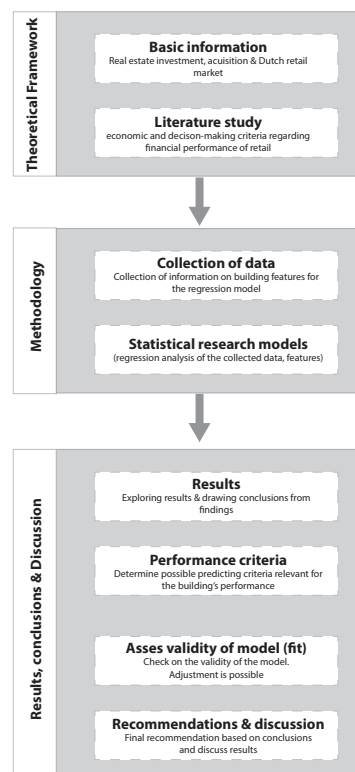 Theoretical Framework
Basic information
Real estate investment, acuisition & Dutch retail
market
Literature study
economic and decison-making criteria regarding
financial performance of retail
Methodology
Collection of data
Collection of information on building features for
the regression model
Statistical research models
(regression analysis of the collected data, features)
Results, conclusions & Discussion
Results
Exploring results & drawing conclusions from
findings
Performance criteria
Determine possible predicting criteria relevant for
the building's performance
Asses validity of model (fit)
Check on the validity of the model.
Adjustment is possible
Recommendations & discussion
Final recommendation based on conclusions
and discuss results